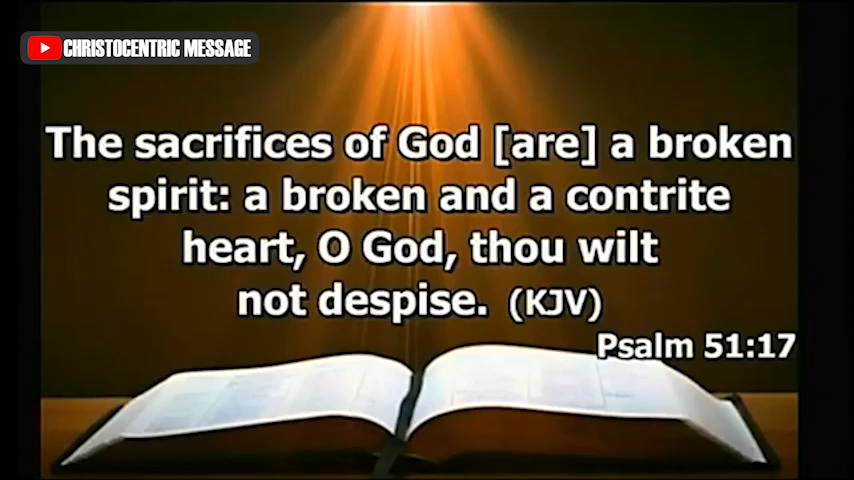 CHRISTOCENTRIC MESSAGE
The sacrifices of God [are] a broken
spirit: a broken and a contrite
heart, O God, thou wilt
not despise. (KJV)
Psalm 51:17